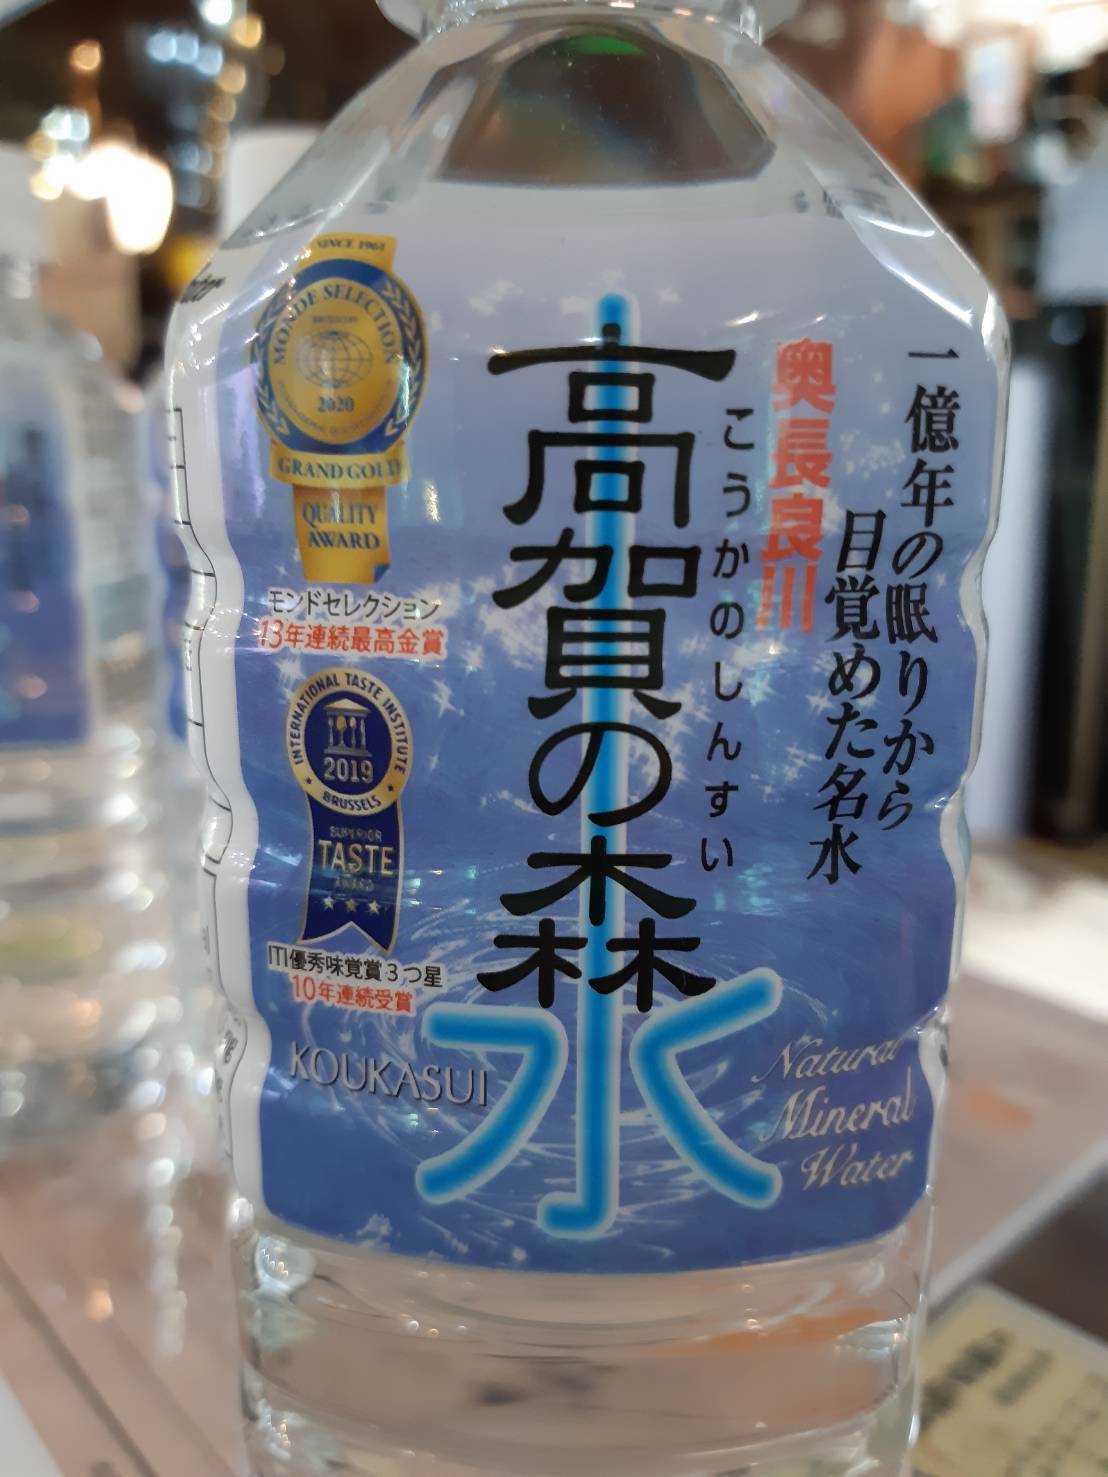 SINCE 1961
MONDE SELECTION
2020
GRAND GOLD
QUALITY
AWARD
モンドセレクション
13年連続最高金賞
INTERNATIONAL TASTE INSTITUTE
2019
BRUSSELS
SUPERIOR
TASTE
AWARD
ITI優秀味覚賞3つ星
10年連続受賞
KOUKASUI
高賀の森
水
こうかのしんすい
奥長良川
一億年の眠りから
目覚めた名水
Natural
Mineral
Water